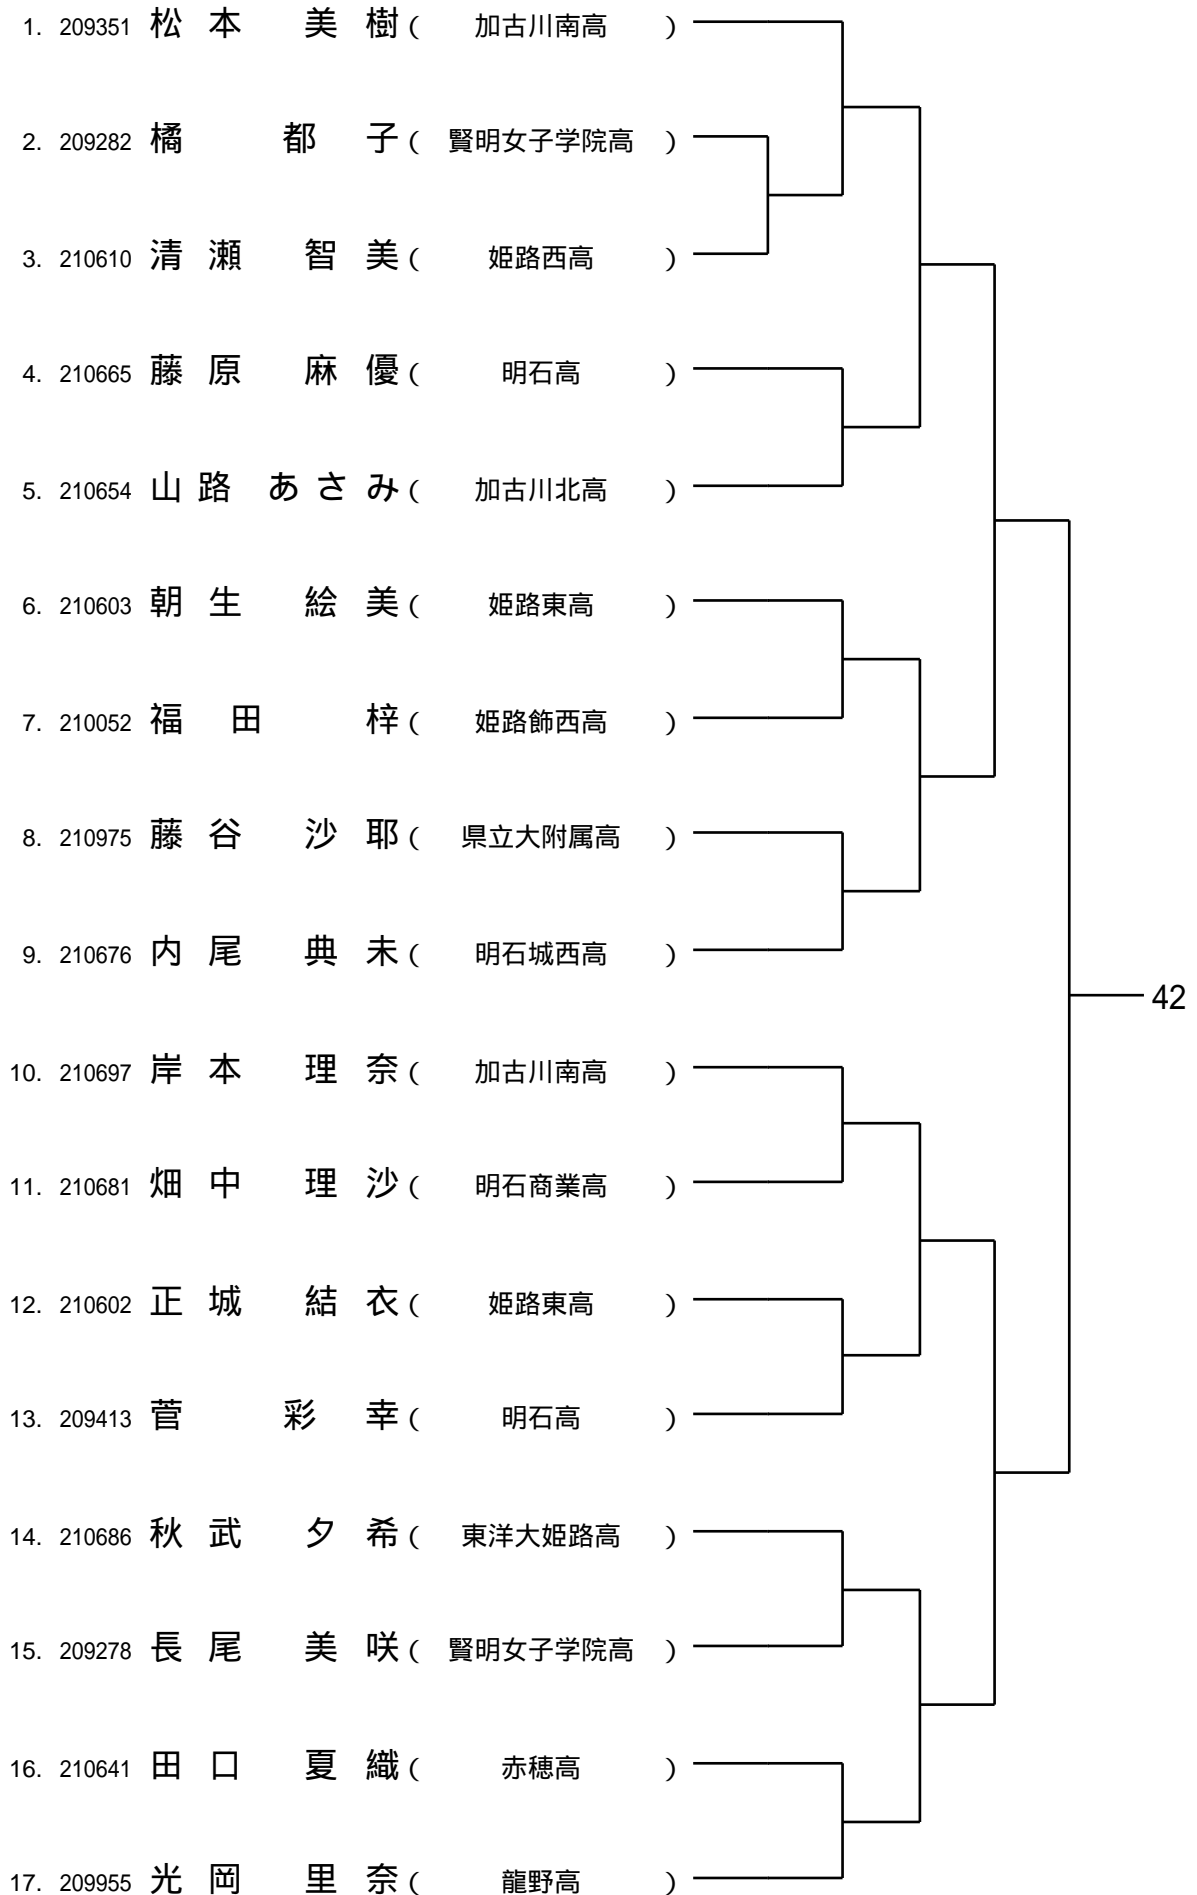 1. 209351 松本 美樹 ( 加古川南高 )
2. 209282 橘 都子 ( 賢明女子学院高 )
3. 210610 清瀬 智美 ( 姫路西高 )
4. 210665 藤原 麻優 ( 明石高 )
5. 210654 山路 あさみ ( 加古川北高 )
6. 210603 朝生 絵美 ( 姫路東高 )
7. 210052 福田 梓 ( 姫路飾西高 )
8. 210975 藤谷 沙耶 ( 県立大附属高 )
9. 210676 内尾 典未 ( 明石城西高 )
42
10. 210697 岸本 理奈 ( 加古川南高 )
11. 210681 畑中 理沙 ( 明石商業高 )
12. 210602 正城 結衣 ( 姫路東高 )
13. 209413 菅 彩幸 ( 明石高 )
14. 210686 秋武 夕希 ( 東洋大姫路高 )
15. 209278 長尾 美咲 ( 賢明女子学院高 )
16. 210641 田口 夏織 ( 赤穂高 )
17. 209955 光岡 里奈 ( 龍野高 )